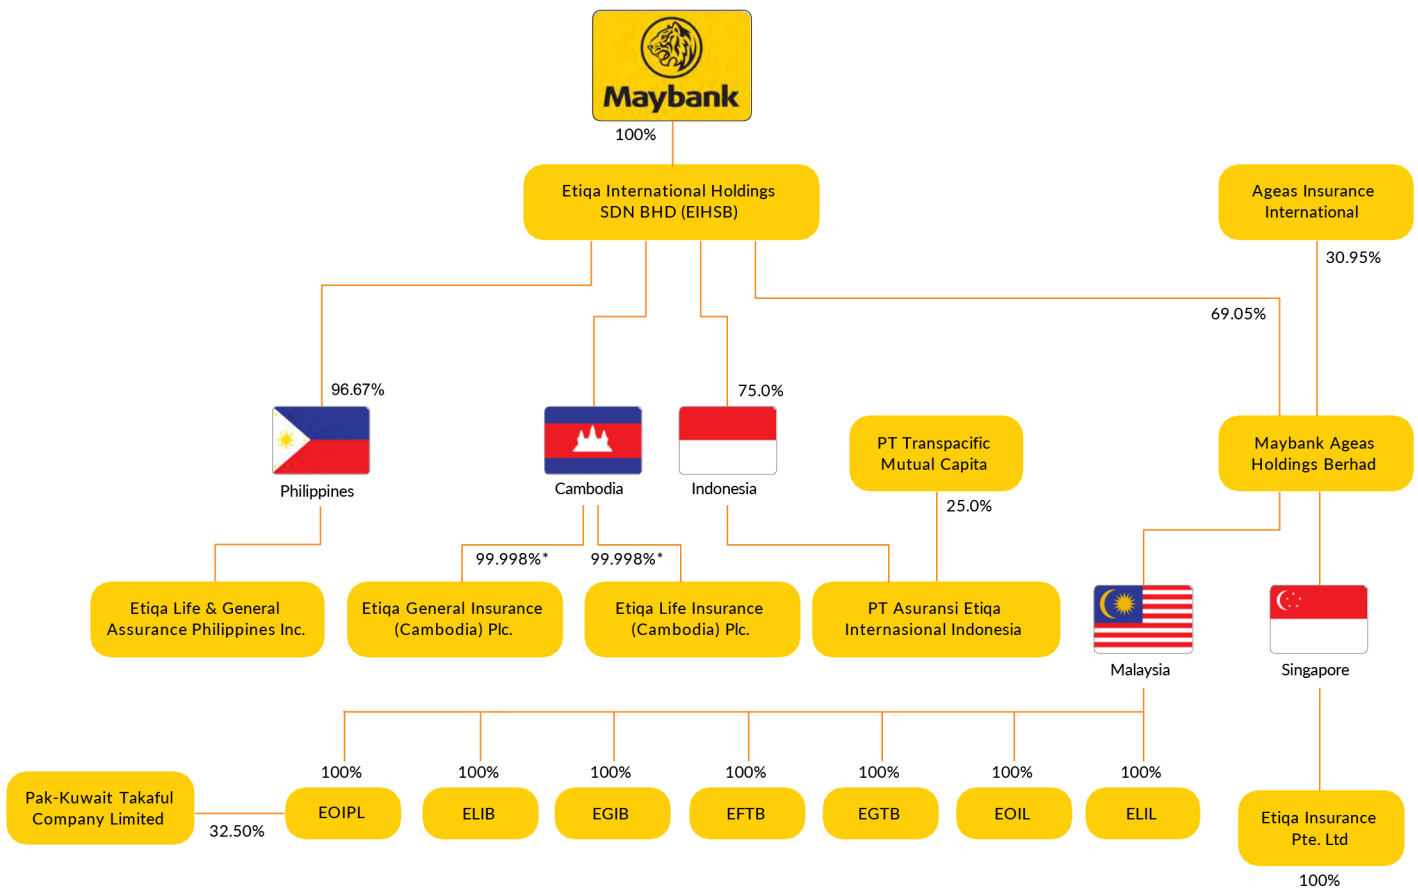 Maybank
100%
Etiqa International Holdings
SDN BHD (EIHSB)
Ageas Insurance
International
30.95%
69.05%
96.67%
75.0%
Philippines
Cambodia
Indonesia
PT Transpacific
Mutual Capita
25.0%
Maybank Ageas
Holdings Berhad
99.998%*
99.998%*
Etiqa Life & General
Assurance Philippines Inc.
Etiqa General Insurance
(Cambodia) Plc.
Etiqa Life Insurance
(Cambodia) Plc.
PT Asuransi Etiqa
Internasional Indonesia
Malaysia
Singapore
100%
100%
100%
100%
100%
100%
100%
Pak-Kuwait Takaful
Company Limited
32.50%
EOIPL
ELIB
EGIB
EFTB
EGTB
EOIL
ELIL
Etiqa Insurance
Pte. Ltd
100%